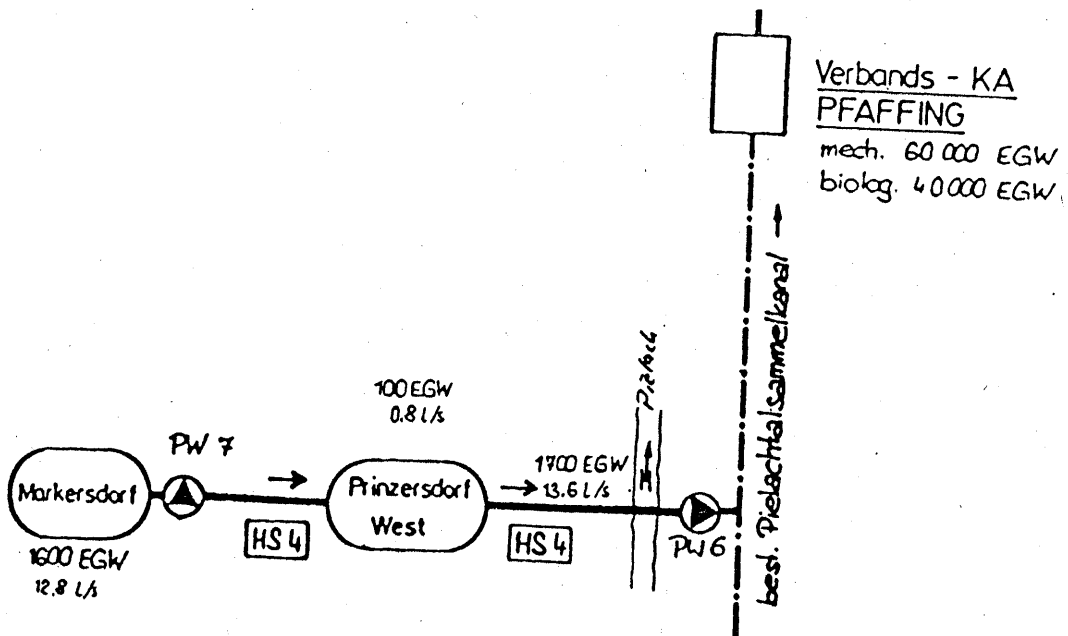 Verbands - KA
PFAFFING
mech. 60 000 EGW
biolog. 40 000 EGW
best. Pielachtalsammelkanal
Pielach
100 EGW
0.8 l/s
PW 7
1700 EGW
13.6 l/s
Markersdorf
Prinzersdorf
West
HS 4
HS 4
PW 6
1600 EGW
12.8 l/s